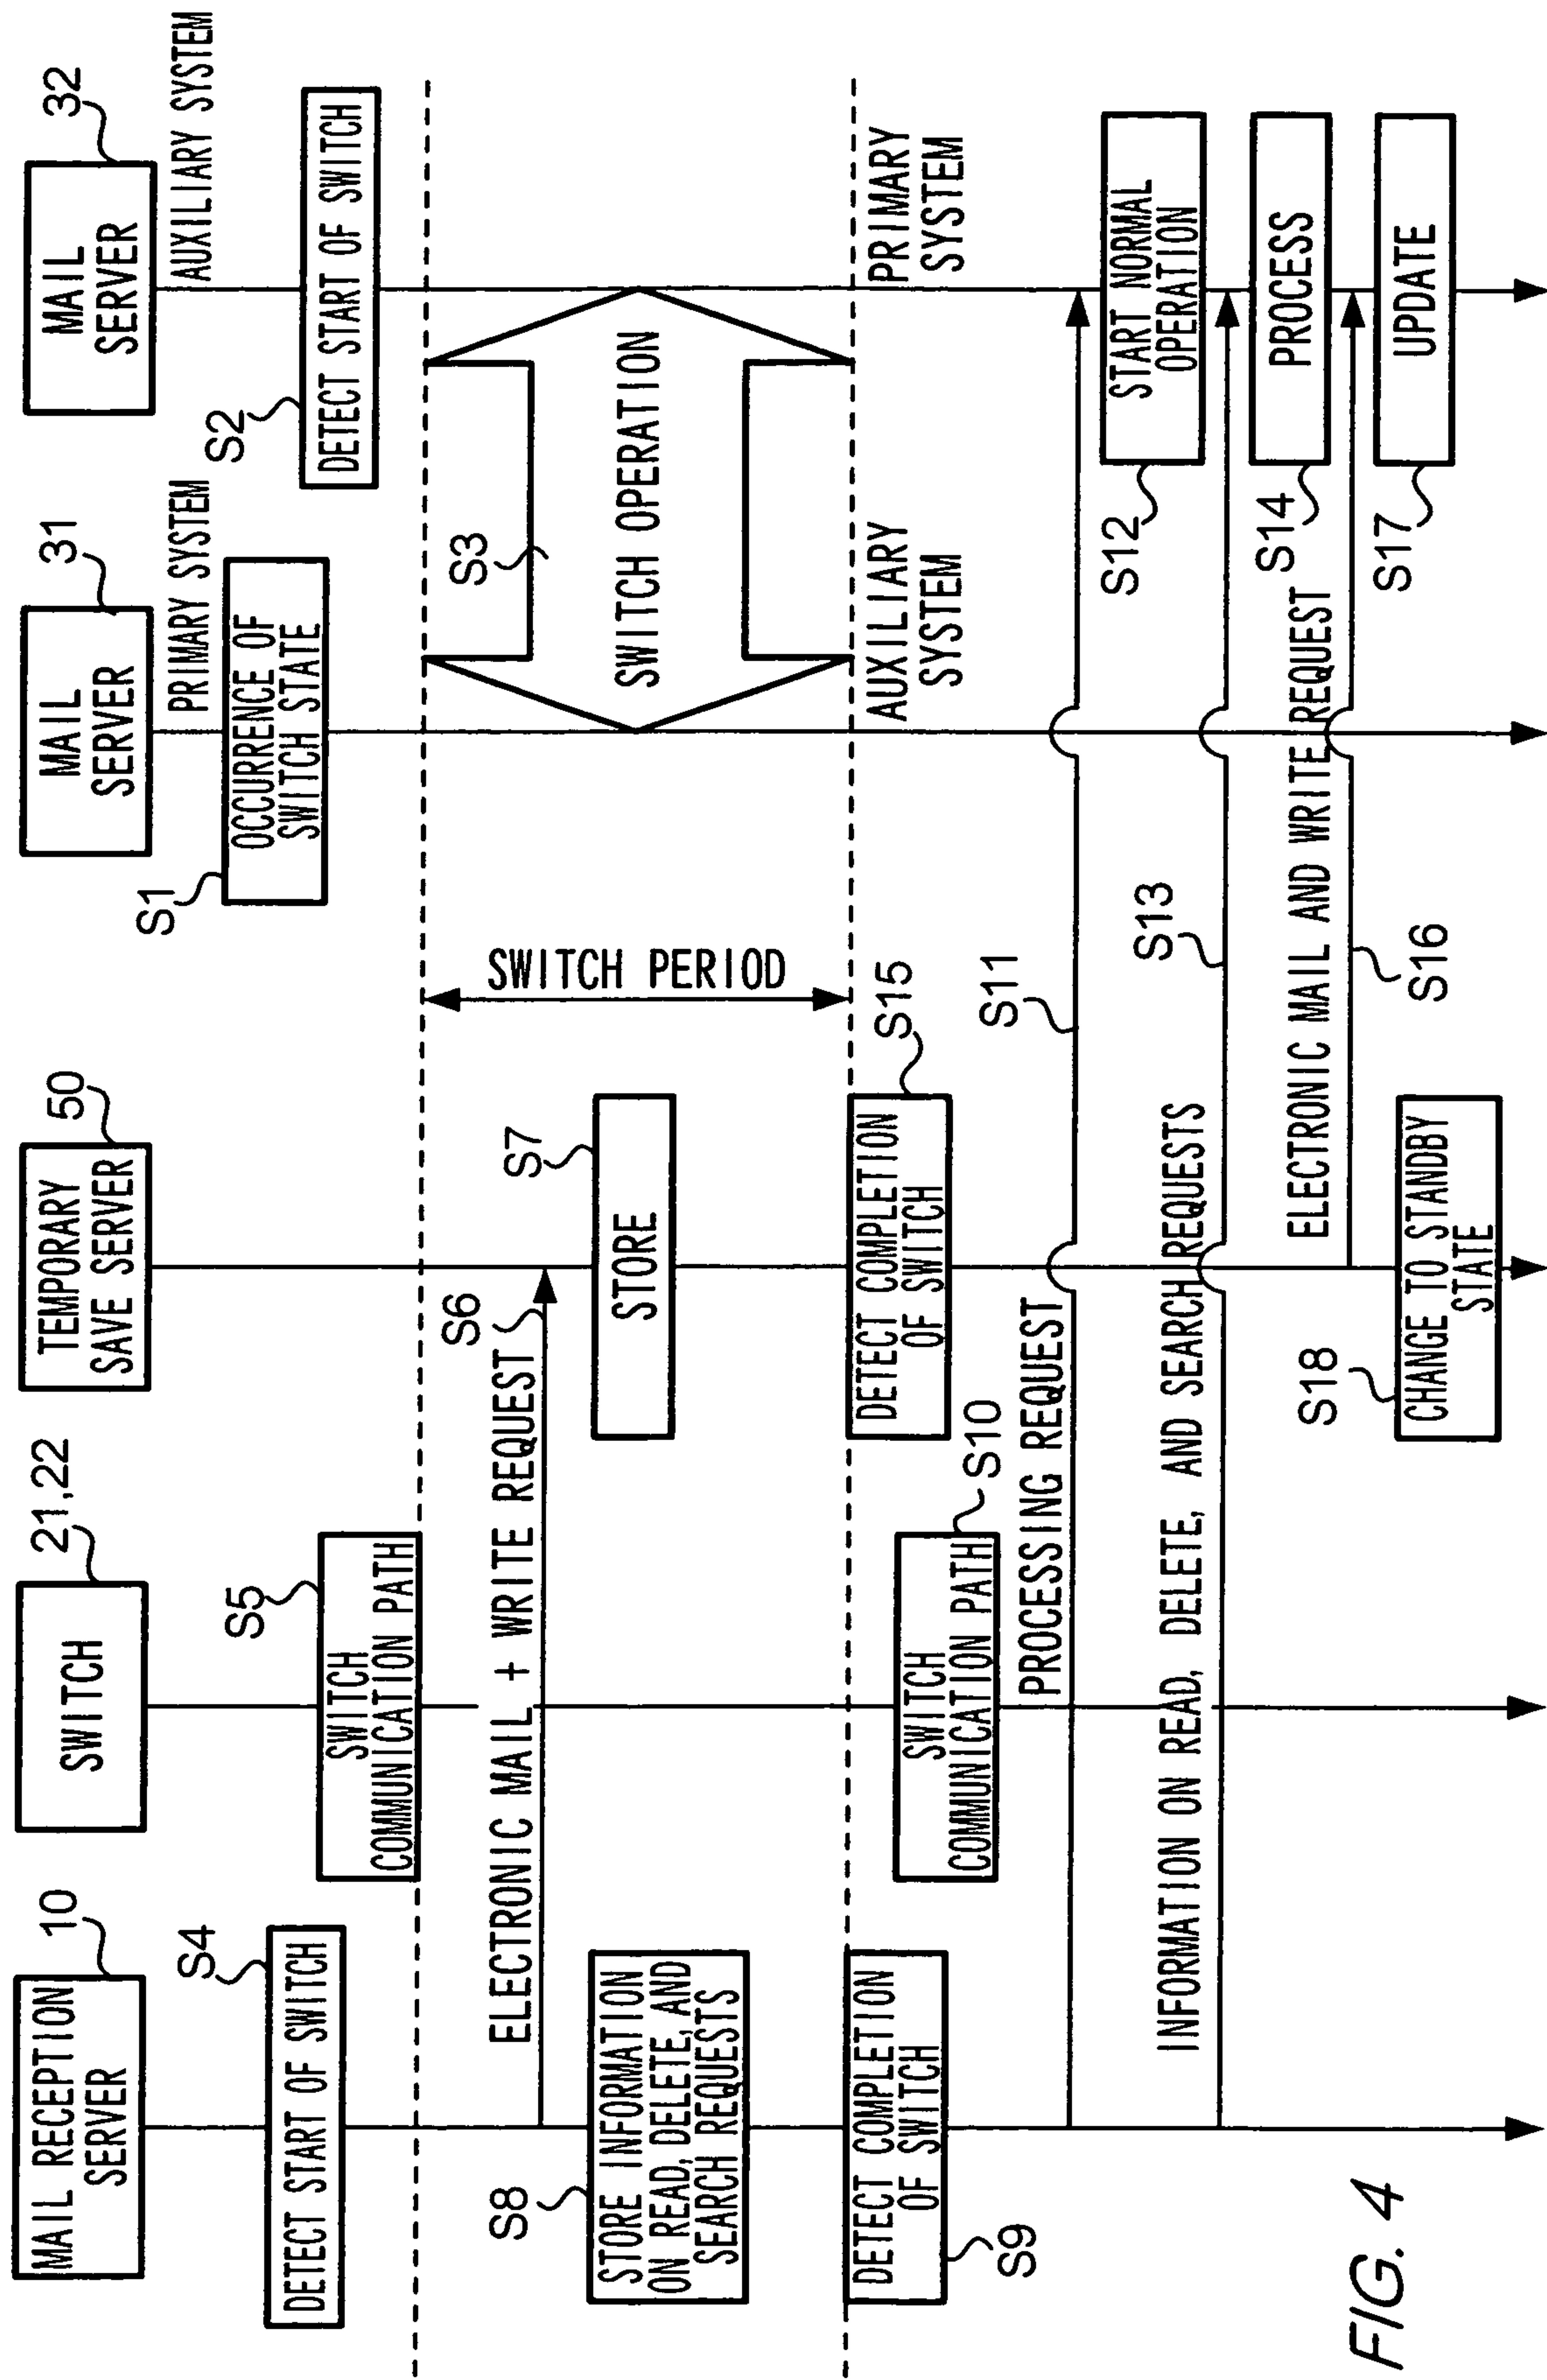 MAIL RECEPTION
SERVER
10
SWITCH
21,22
TEMPORARY
SAVE SERVER
50
MAIL
SERVER
31
PRIMARY SYSTEM
MAIL
SERVER
32
AUXILIARY SYSTEM
S4
DETECT START OF SWITCH
S5
SWITCH
COMMUNICATION PATH
S1
OCCURRENCE OF
SWITCH STATE
S2
DETECT START OF SWITCH
ELECTRONIC MAIL + WRITE REQUEST
S6
SWITCH PERIOD
S3
SWITCH OPERATION
S8
STORE INFORMATION
ON READ, DELETE, AND
SEARCH REQUESTS
S7
STORE
DETECT COMPLETION
OF SWITCH
S9
SWITCH
COMMUNICATION PATH
S10
DETECT COMPLETION
OF SWITCH
S15
AUXILIARY
SYSTEM
PRIMARY
SYSTEM
PROCESSING REQUEST
S11
START NORMAL
OPERATION
S12
INFORMATION ON READ, DELETE, AND SEARCH REQUESTS
S13
PROCESS
S14
ELECTRONIC MAIL AND WRITE REQUEST
S16
UPDATE
S17
S18
CHANGE TO STANDBY
STATE
FIG. 4